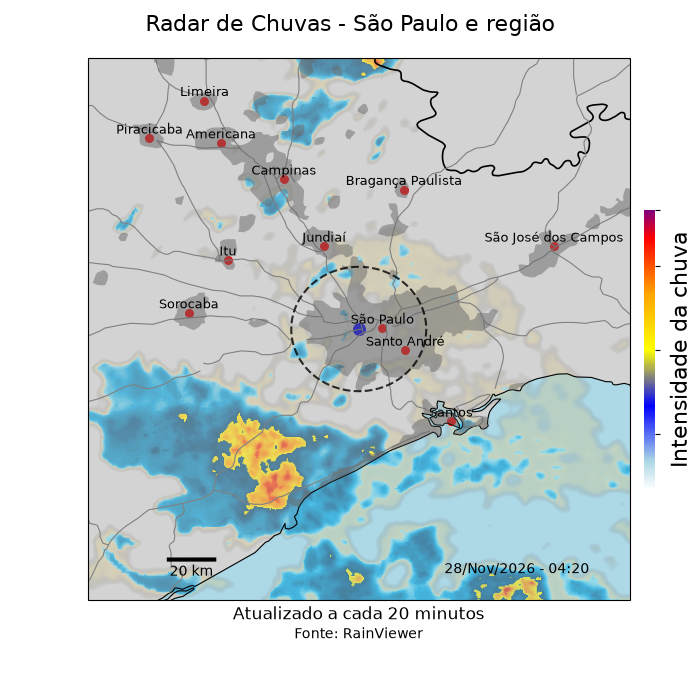 Radar de Chuvas - São Paulo e região
Limeira
Piracicaba
Americana
Campinas
Bragança Paulista
Jundiaí
São José dos Campos
Itu
Sorocaba
São Paulo
Santo André
Santos
Intensidade da chuva
20 km
28/Nov/2026 - 04:20
Atualizado a cada 20 minutos
Fonte: RainViewer